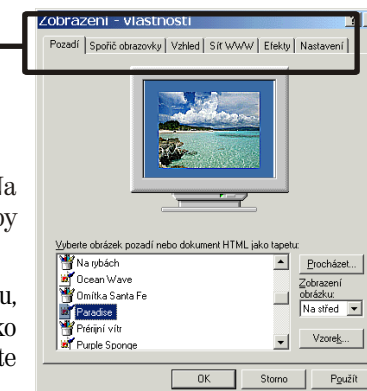 Zobrazení - vlastnosti
Pozadí Spořič obrazovky Vzhled Síť WWW Efekty Nastavení
Vyberte obrázek pozadí nebo dokument HTML jako tapetu:
Na rybách
Ocean Wave
Omítka Santa Fe
Paradise
Prérijní vítr
Purple Sponge
Procházet...
Zobrazení
obrázku:
Na střed
Vzorek...
OK Storno Použít